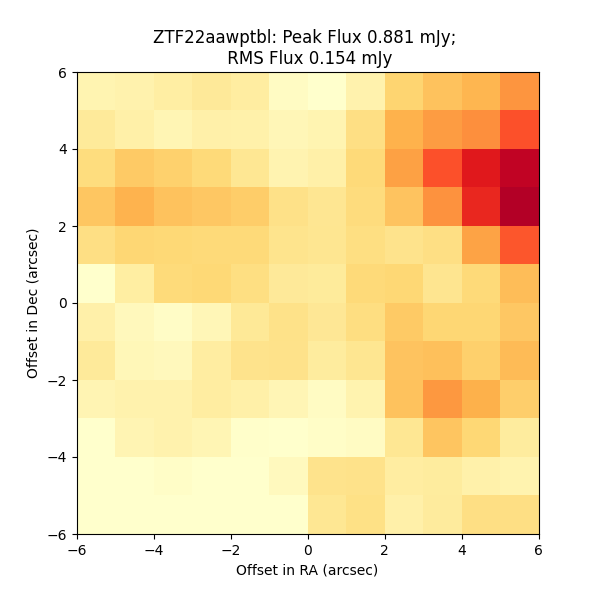 ZTF22aawptbl: Peak Flux 0.881 mJy;
RMS Flux 0.154 mJy
6
4
2
0
−2
−4
−6
Offset in Dec (arcsec)
−6 −4 −2 0 2 4 6
Offset in RA (arcsec)